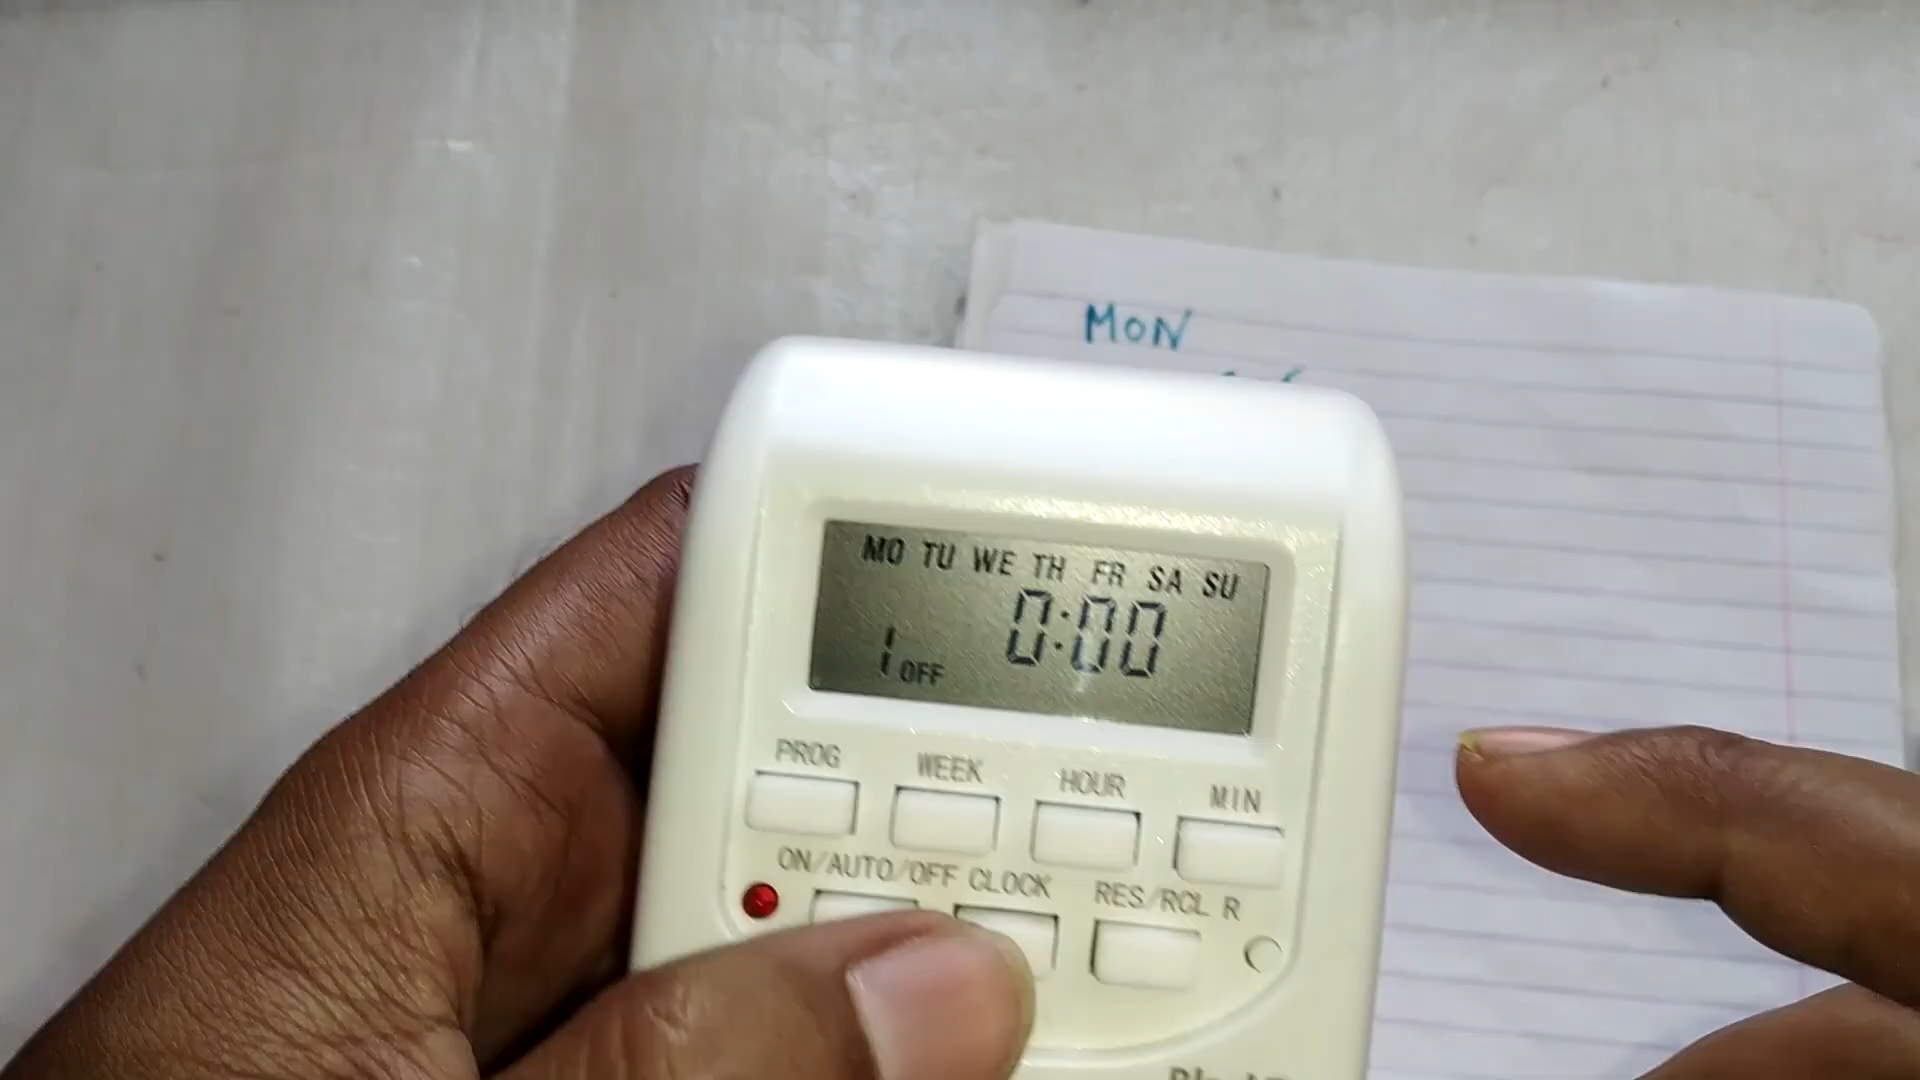 MON
MO TU WE TH FR SA SU
0:00
1 OFF
PROG WEEK HOUR MIN
ON/AUTO/OFF CLOCK RES/RCL R